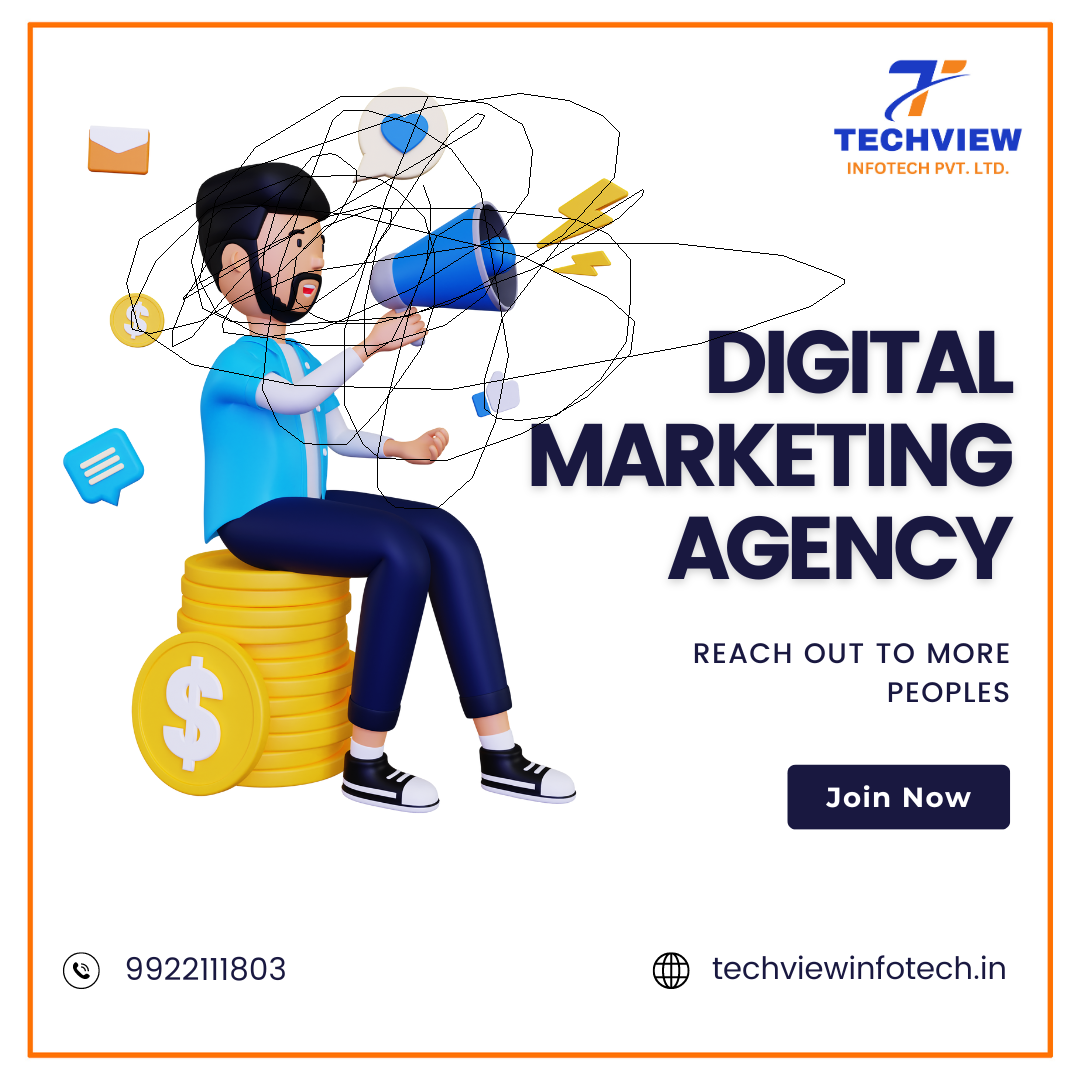 TECHVIEW
INFOTECH PVT. LTD.
DIGITAL
MARKETING
AGENCY
REACH OUT TO MORE
PEOPLES
Join Now
9922111803
techviewinfotech.in
$
$